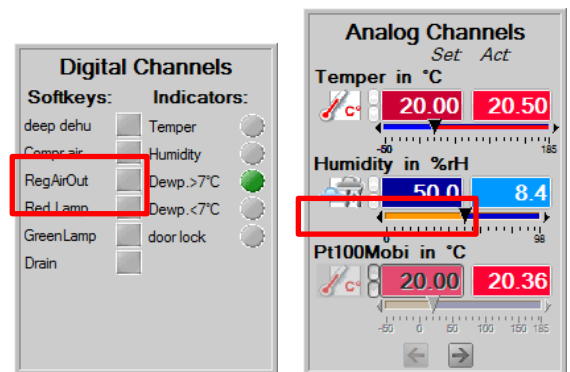 Digital Channels
Softkeys: Indicators:
deep dehu Temper
Compr.air Humidity
RegAirOut Dewp.>7°C
Red Lamp Dewp.<7°C
GreenLamp door lock
Drain
Analog Channels
Set Act
Temper in °C
C° 20.00 20.50
-50 185
Humidity in %rH
50.0 8.4
0 98
Pt100Mobi in °C
C° 20.00 20.36
-50 0 50 100 150 185